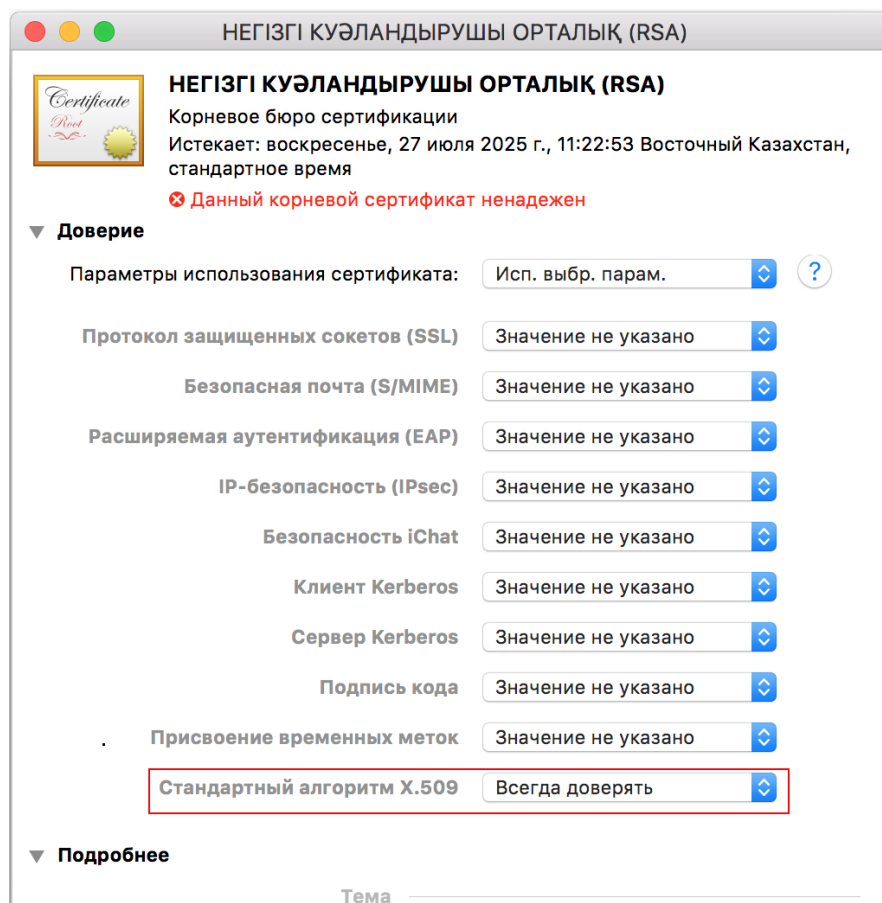 НЕГІЗГІ КУӘЛАНДЫРУШЫ ОРТАЛЫҚ (RSA)
Certificate
Root
НЕГІЗГІ КУӘЛАНДЫРУШЫ ОРТАЛЫҚ (RSA)
Корневое бюро сертификации
Истекает: воскресенье, 27 июля 2025 г., 11:22:53 Восточный Казахстан,
стандартное время
Данный корневой сертификат ненадежен
Доверие
Параметры использования сертификата: Исп. выбр. парам. ?
Протокол защищенных сокетов (SSL) Значение не указано
Безопасная почта (S/MIME) Значение не указано
Расширяемая аутентификация (EAP) Значение не указано
IP-безопасность (IPsec) Значение не указано
Безопасность iChat Значение не указано
Клиент Kerberos Значение не указано
Сервер Kerberos Значение не указано
Подпись кода Значение не указано
. Присвоение временных меток Значение не указано
Стандартный алгоритм X.509 Всегда доверять
Подробнее
Тема